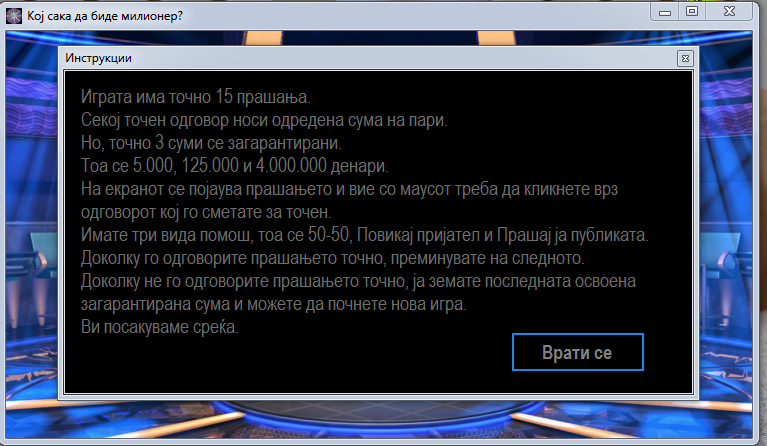 Кој сака да биде милионер?
Инструкции
Играта има точно 15 прашања.
Секој точен одговор носи одредена сума на пари.
Но, точно 3 суми се загарантирани.
Тоа се 5.000, 125.000 и 4.000.000 денари.
На екранот се појаува прашањето и вие со маусот треба да кликнете врз
одговорот кој го сметате за точен.
Имате три вида помош, тоа се 50-50, Повикај пријател и Прашај ја публиката.
Доколку го одговорите прашањето точно, преминувате на следното.
Доколку не го одговорите прашањето точно, ја земате последната освоена
загарантирана сума и можете да почнете нова игра.
Ви посакуваме среќа.
Врати се